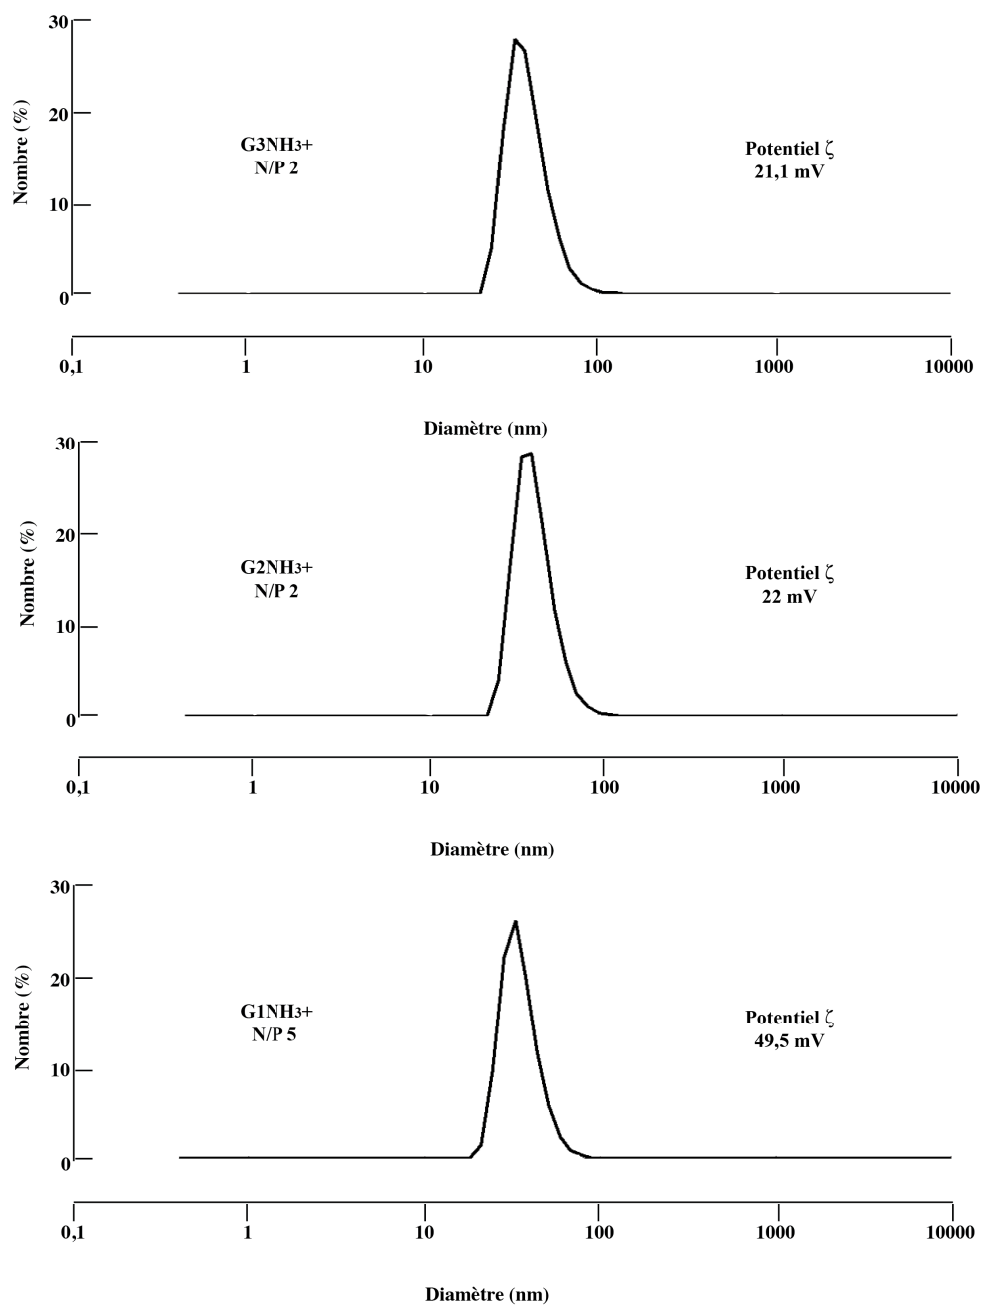 30
20
10
0
Nombre (%)
G3NH3+
N/P 2
Potentiel ζ
21,1 mV
0,1 1 10 100 1000 10000
Diamètre (nm)
30
20
10
0
Nombre (%)
G2NH3+
N/P 2
Potentiel ζ
22 mV
0,1 1 10 100 1000 10000
Diamètre (nm)
30
20
10
0
Nombre (%)
G1NH3+
N/P 5
Potentiel ζ
49,5 mV
0,1 1 10 100 1000 10000
Diamètre (nm)